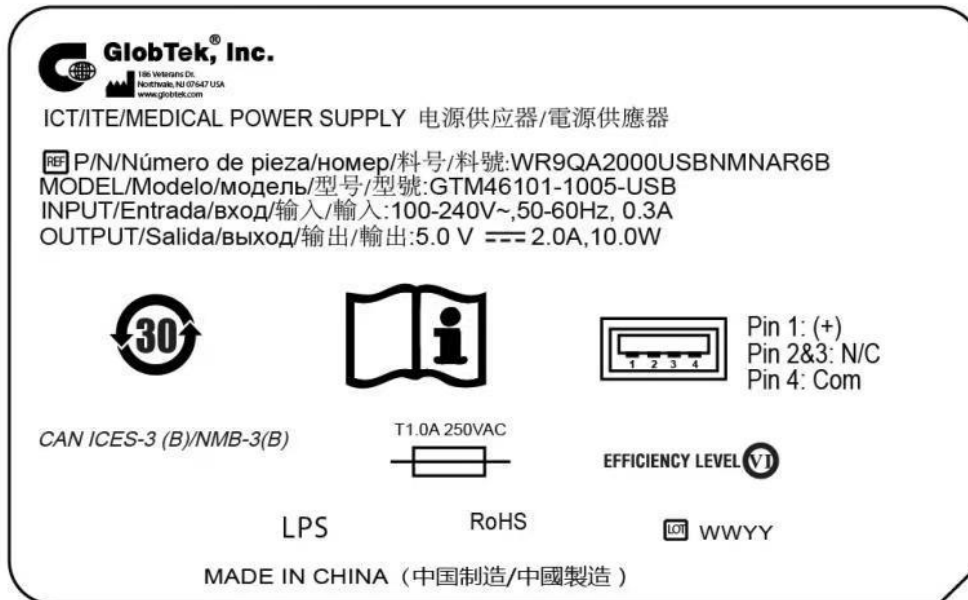 GlobTek®, Inc.
186 Veterans Dr.
Northvale, NJ 07647 USA
www.globtek.com
ICT/ITE/MEDICAL POWER SUPPLY 电源供应器/電源供應器
REF P/N/Número de pieza/номер/料号/料號:WR9QA2000USBNMNAR6B
MODEL/Modelo/модель/型号/型號:GTM46101-1005-USB
INPUT/Entrada/вход/输入/輸入:100-240V~,50-60Hz, 0.3A
OUTPUT/Salida/выход/输出/輸出:5.0 V ⎓ 2.0A,10.0W
30
1 2 3 4
Pin 1: (+)
Pin 2&3: N/C
Pin 4: Com
CAN ICES-3 (B)/NMB-3(B)
T1.0A 250VAC
EFFICIENCY LEVEL VI
LPS
RoHS
LOT WWYY
MADE IN CHINA（中国制造/中國製造）